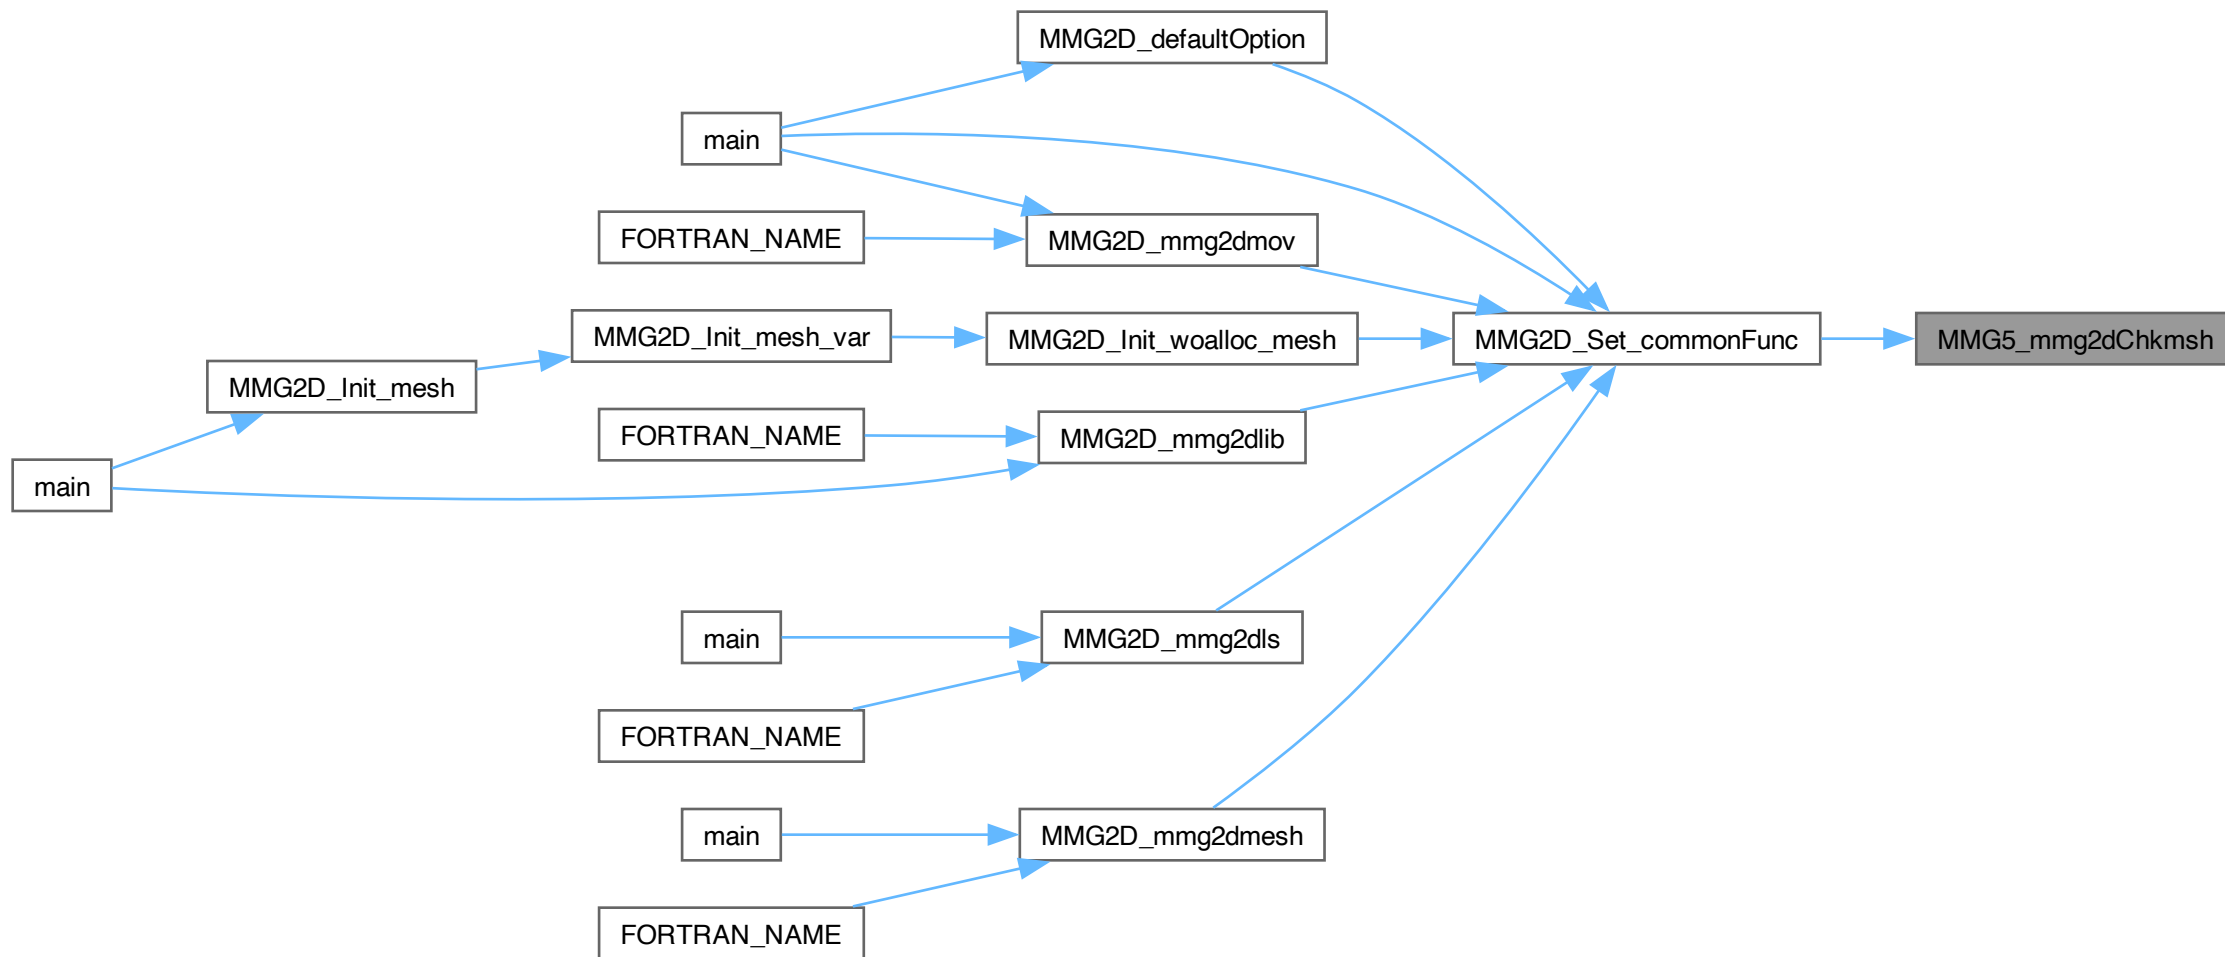 MMG2D_defaultOption
main
FORTRAN_NAME
MMG2D_mmg2dmov
MMG2D_Init_mesh_var
MMG2D_Init_woalloc_mesh
MMG2D_Set_commonFunc
MMG5_mmg2dChkmsh
MMG2D_Init_mesh
FORTRAN_NAME
MMG2D_mmg2dlib
main
main
MMG2D_mmg2dls
FORTRAN_NAME
main
MMG2D_mmg2dmesh
FORTRAN_NAME